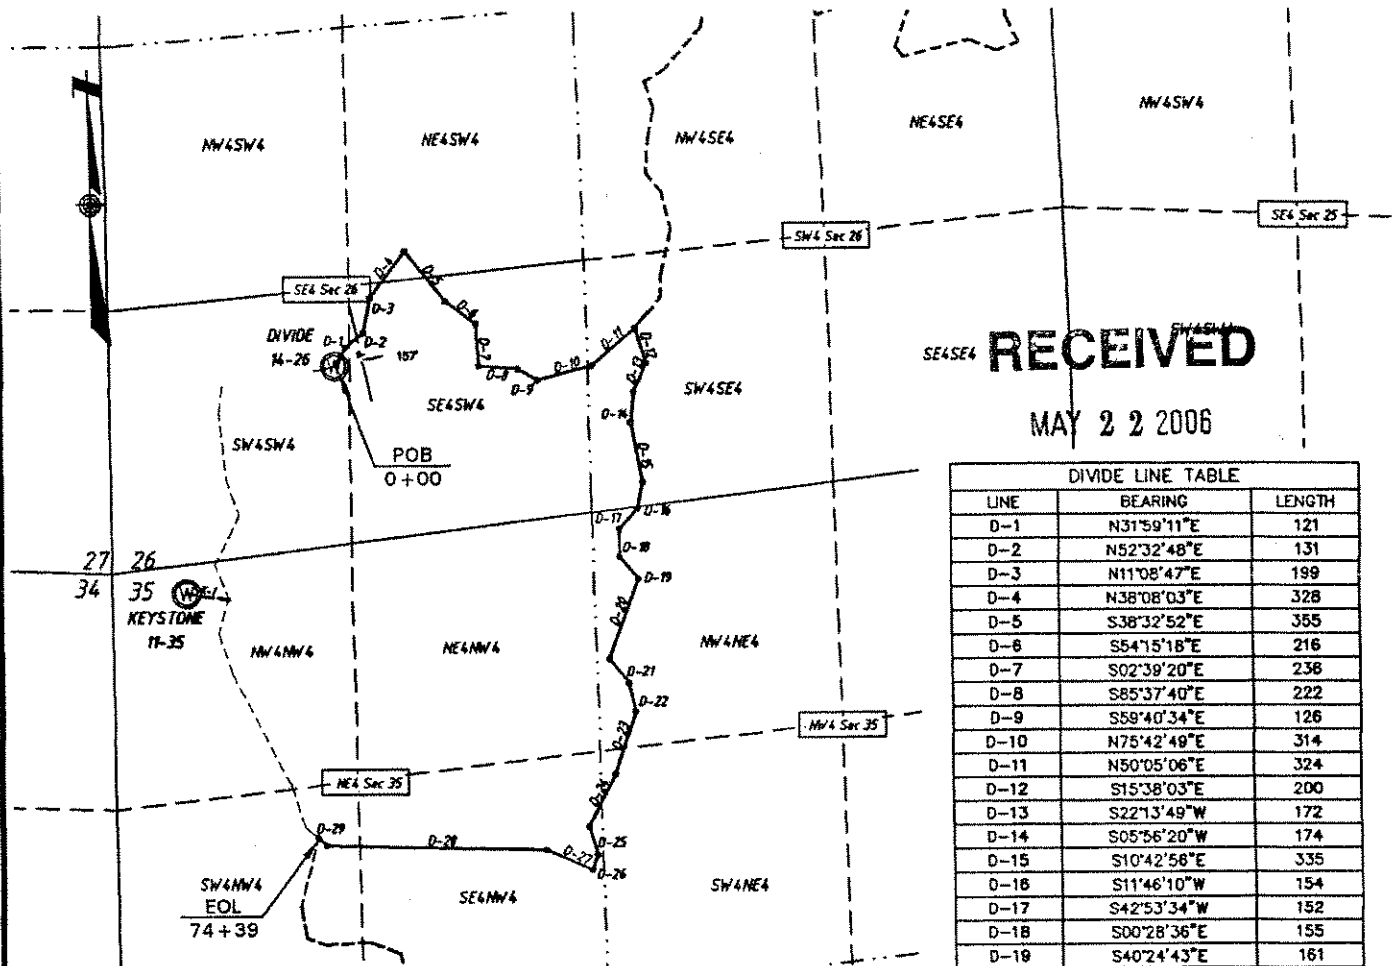 NW4SW4
NE4SW4
NW4SE4
NE4SE4
NW4SW4
SE4 Sec 25
SW4 Sec 26
SE4 Sec 26
D-4
D-5
D-3
D-6
DIVIDE
14-26
W
D-1
D-2
157'
D-7
D-8
D-9
D-10
D-11
D-12
D-13
D-14
SE4SW4
SW4SE4
SE4SE4
SW4SW4
RECEIVED
MAY 2 2 2006
SW4SW4
POB
0+00
D-15
D-16
D-17
D-18
D-19
27 26
34 35
W
KEYSTONE
11-35
NW4NW4
NE4NW4
NW4NE4
D-20
D-21
D-22
D-23
NW4 Sec 35
NE4 Sec 35
D-24
D-25
D-26
D-27
D-28
D-29
SW4NW4
EOL
74+39
SE4NW4
SW4NE4
DIVIDE LINE TABLE
LINE BEARING LENGTH
D-1 N31°59'11"E 121
D-2 N52°32'48"E 131
D-3 N11°08'47"E 199
D-4 N38°08'03"E 328
D-5 S38°32'52"E 355
D-6 S54°15'18"E 216
D-7 S02°39'20"E 236
D-8 S85°37'40"E 222
D-9 S59°40'34"E 126
D-10 N75°42'49"E 314
D-11 N50°05'06"E 324
D-12 S15°38'03"E 200
D-13 S22°13'49"W 172
D-14 S05°56'20"W 174
D-15 S10°42'56"E 335
D-16 S11°46'10"W 154
D-17 S42°53'34"W 152
D-18 S00°28'36"E 155
D-19 S40°24'43"E 161